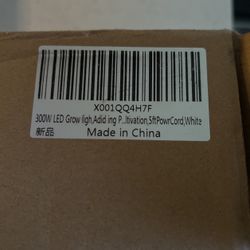 X001QQ4H7F
300W LED Grow ligh,Adid ing P...ltivation,5ftPowrCord,White
新品
Made in China